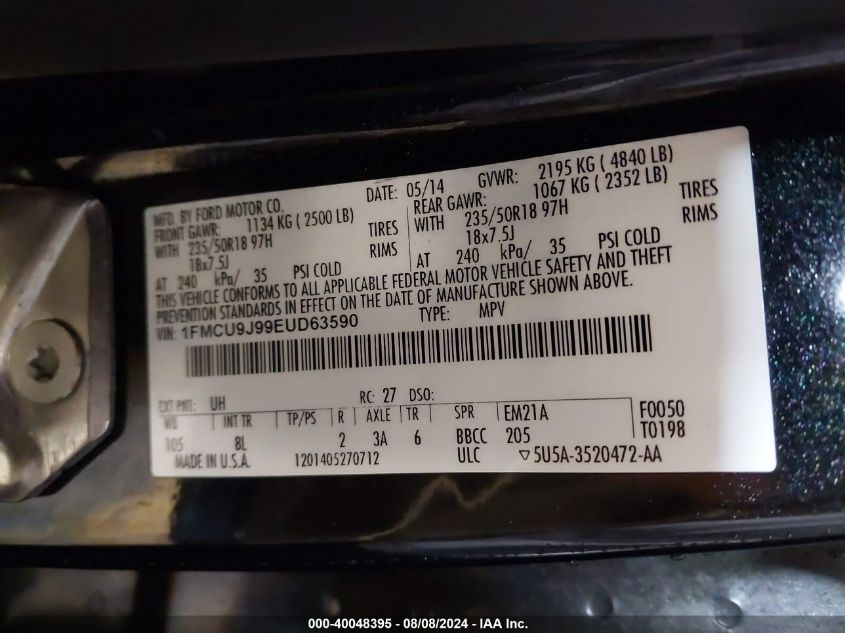 MFD. BY FORD MOTOR CO.
DATE: 05/14 GVWR: 2195 KG ( 4840 LB)
FRONT GAWR: 1134 KG ( 2500 LB)
REAR GAWR: 1067 KG ( 2352 LB)
WITH 235/50R18 97H TIRES
WITH 235/50R18 97H TIRES
18x7.5J RIMS
18x7.5J RIMS
AT 240 kPa/ 35 PSI COLD
AT 240 kPa/ 35 PSI COLD
THIS VEHICLE CONFORMS TO ALL APPLICABLE FEDERAL MOTOR VEHICLE SAFETY AND THEFT
PREVENTION STANDARDS IN EFFECT ON THE DATE OF MANUFACTURE SHOWN ABOVE.
VIN: 1FMCU9J99EUD63590 TYPE: MPV
EXT PNT: UH RC: 27 DSO:
WB INT TR TP/PS R AXLE TR SPR EM21A F0050
105 8L 2 3A 6 BBCC 205 T0198
MADE IN U.S.A. 1201405270712 ULC ▽5U5A-3520472-AA
000-40048395 - 08/08/2024 - IAA Inc.